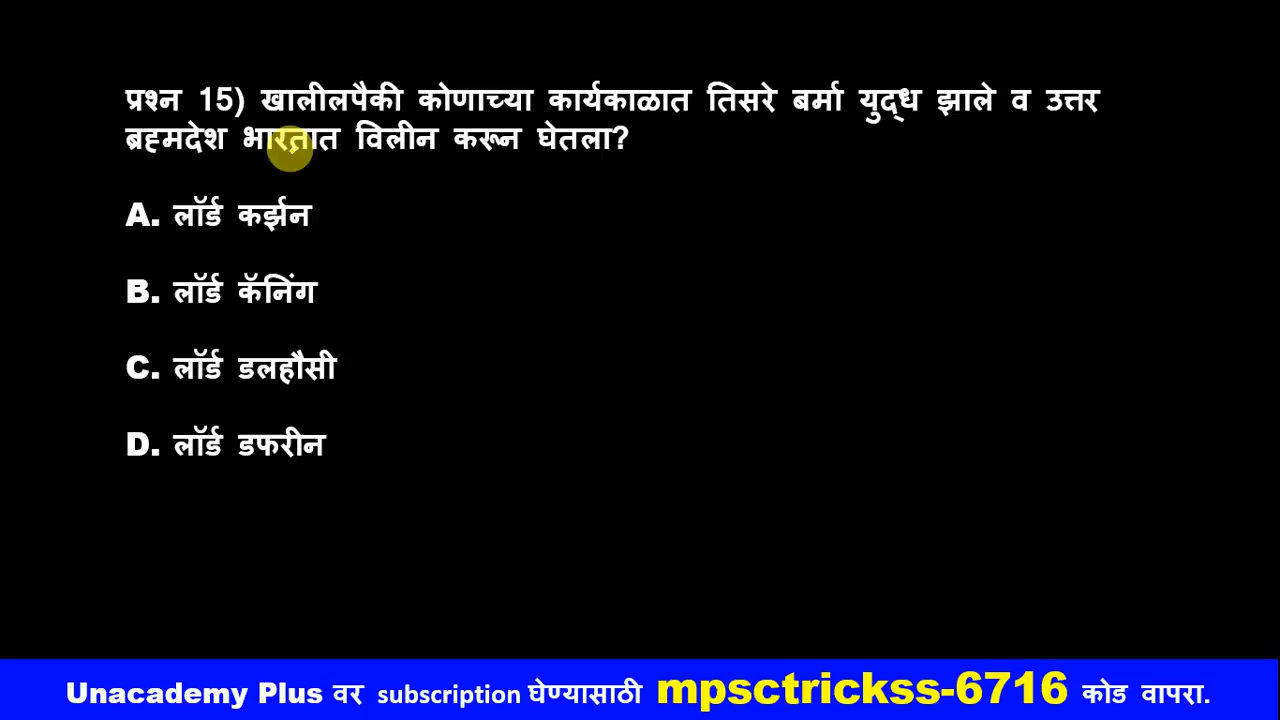 प्रश्न 15) खालीलपैकी कोणाच्या कार्यकाळात तिसरे बर्मा युद्ध झाले व उत्तर
ब्रह्मदेश भारतात विलीन करून घेतला?
A. लॉर्ड कर्झन
B. लॉर्ड कॅनिंग
C. लॉर्ड डलहौसी
D. लॉर्ड डफरीन
Unacademy Plus वर subscription घेण्यासाठी mpsctrickss-6716 कोड वापरा.